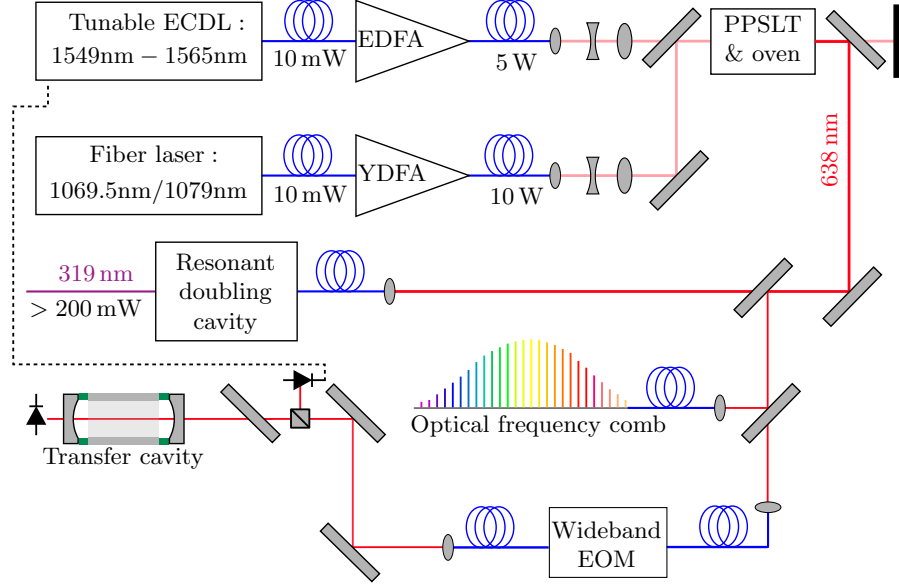 Tunable ECDL :
1549nm − 1565nm
10 mW
EDFA
5 W
PPSLT
& oven
Fiber laser :
1069.5nm/1079nm
10 mW
YDFA
10 W
638 nm
319 nm
> 200 mW
Resonant
doubling
cavity
Optical frequency comb
Transfer cavity
Wideband
EOM